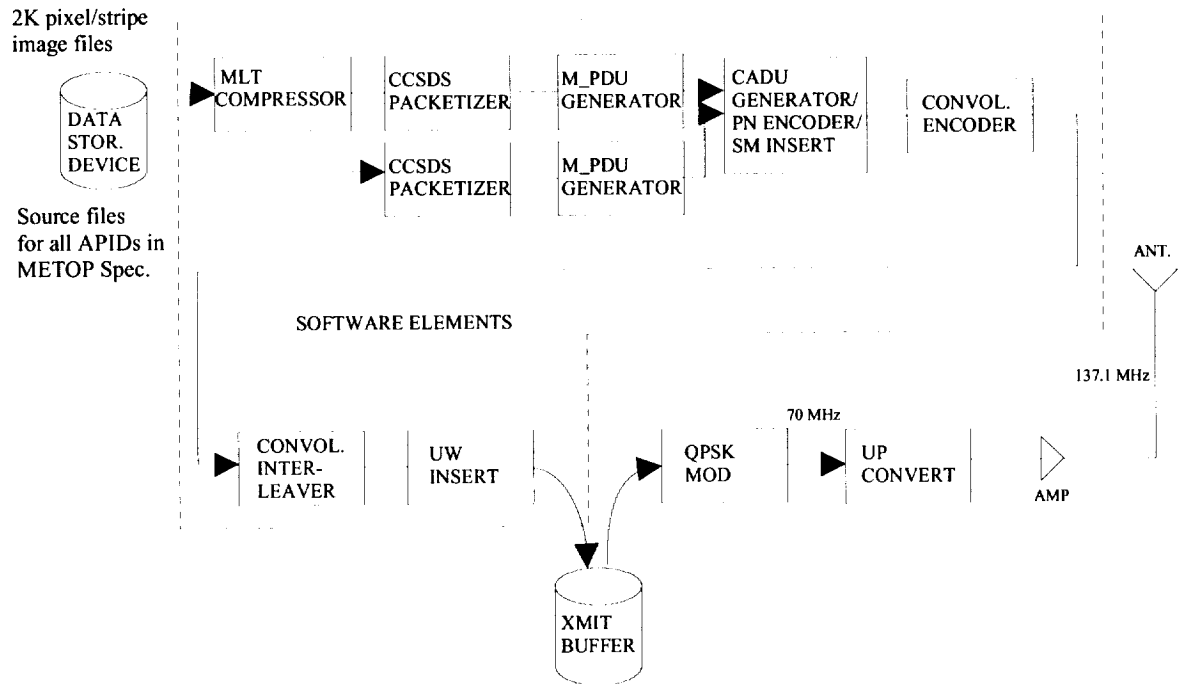 2K pixel/stripe
image files
DATA
STOR.
DEVICE
Source files
for all APIDs in
METOP Spec.
MLT
COMPRESSOR
CCSDS
PACKETIZER
M_PDU
GENERATOR
CADU
GENERATOR/
PN ENCODER/
SM INSERT
CONVOL.
ENCODER
CCSDS
PACKETIZER
M_PDU
GENERATOR
ANT.
SOFTWARE ELEMENTS
137.1 MHz
70 MHz
CONVOL.
INTER-
LEAVER
UW
INSERT
QPSK
MOD
UP
CONVERT
AMP
XMIT
BUFFER